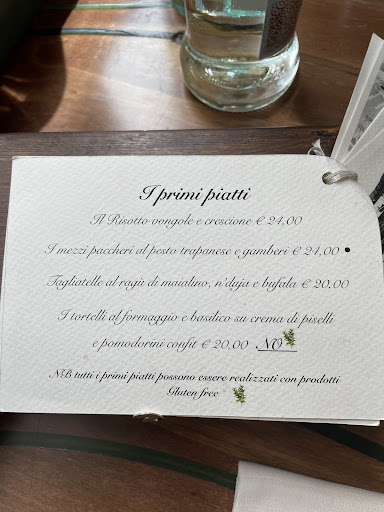 I primi piatti
Il Risotto vongole e crescione € 24,00
I mezzi paccheri al pesto trapanese e gamberi € 24,00 •
Tagliatelle al ragù di maialino, n'duja e bufala € 20.00
I tortelli al formaggio e basilico su crema di piselli
e pomodorini confit € 20,00 NO
NB tutti i primi piatti possono essere realizzati con prodotti
Gluten free